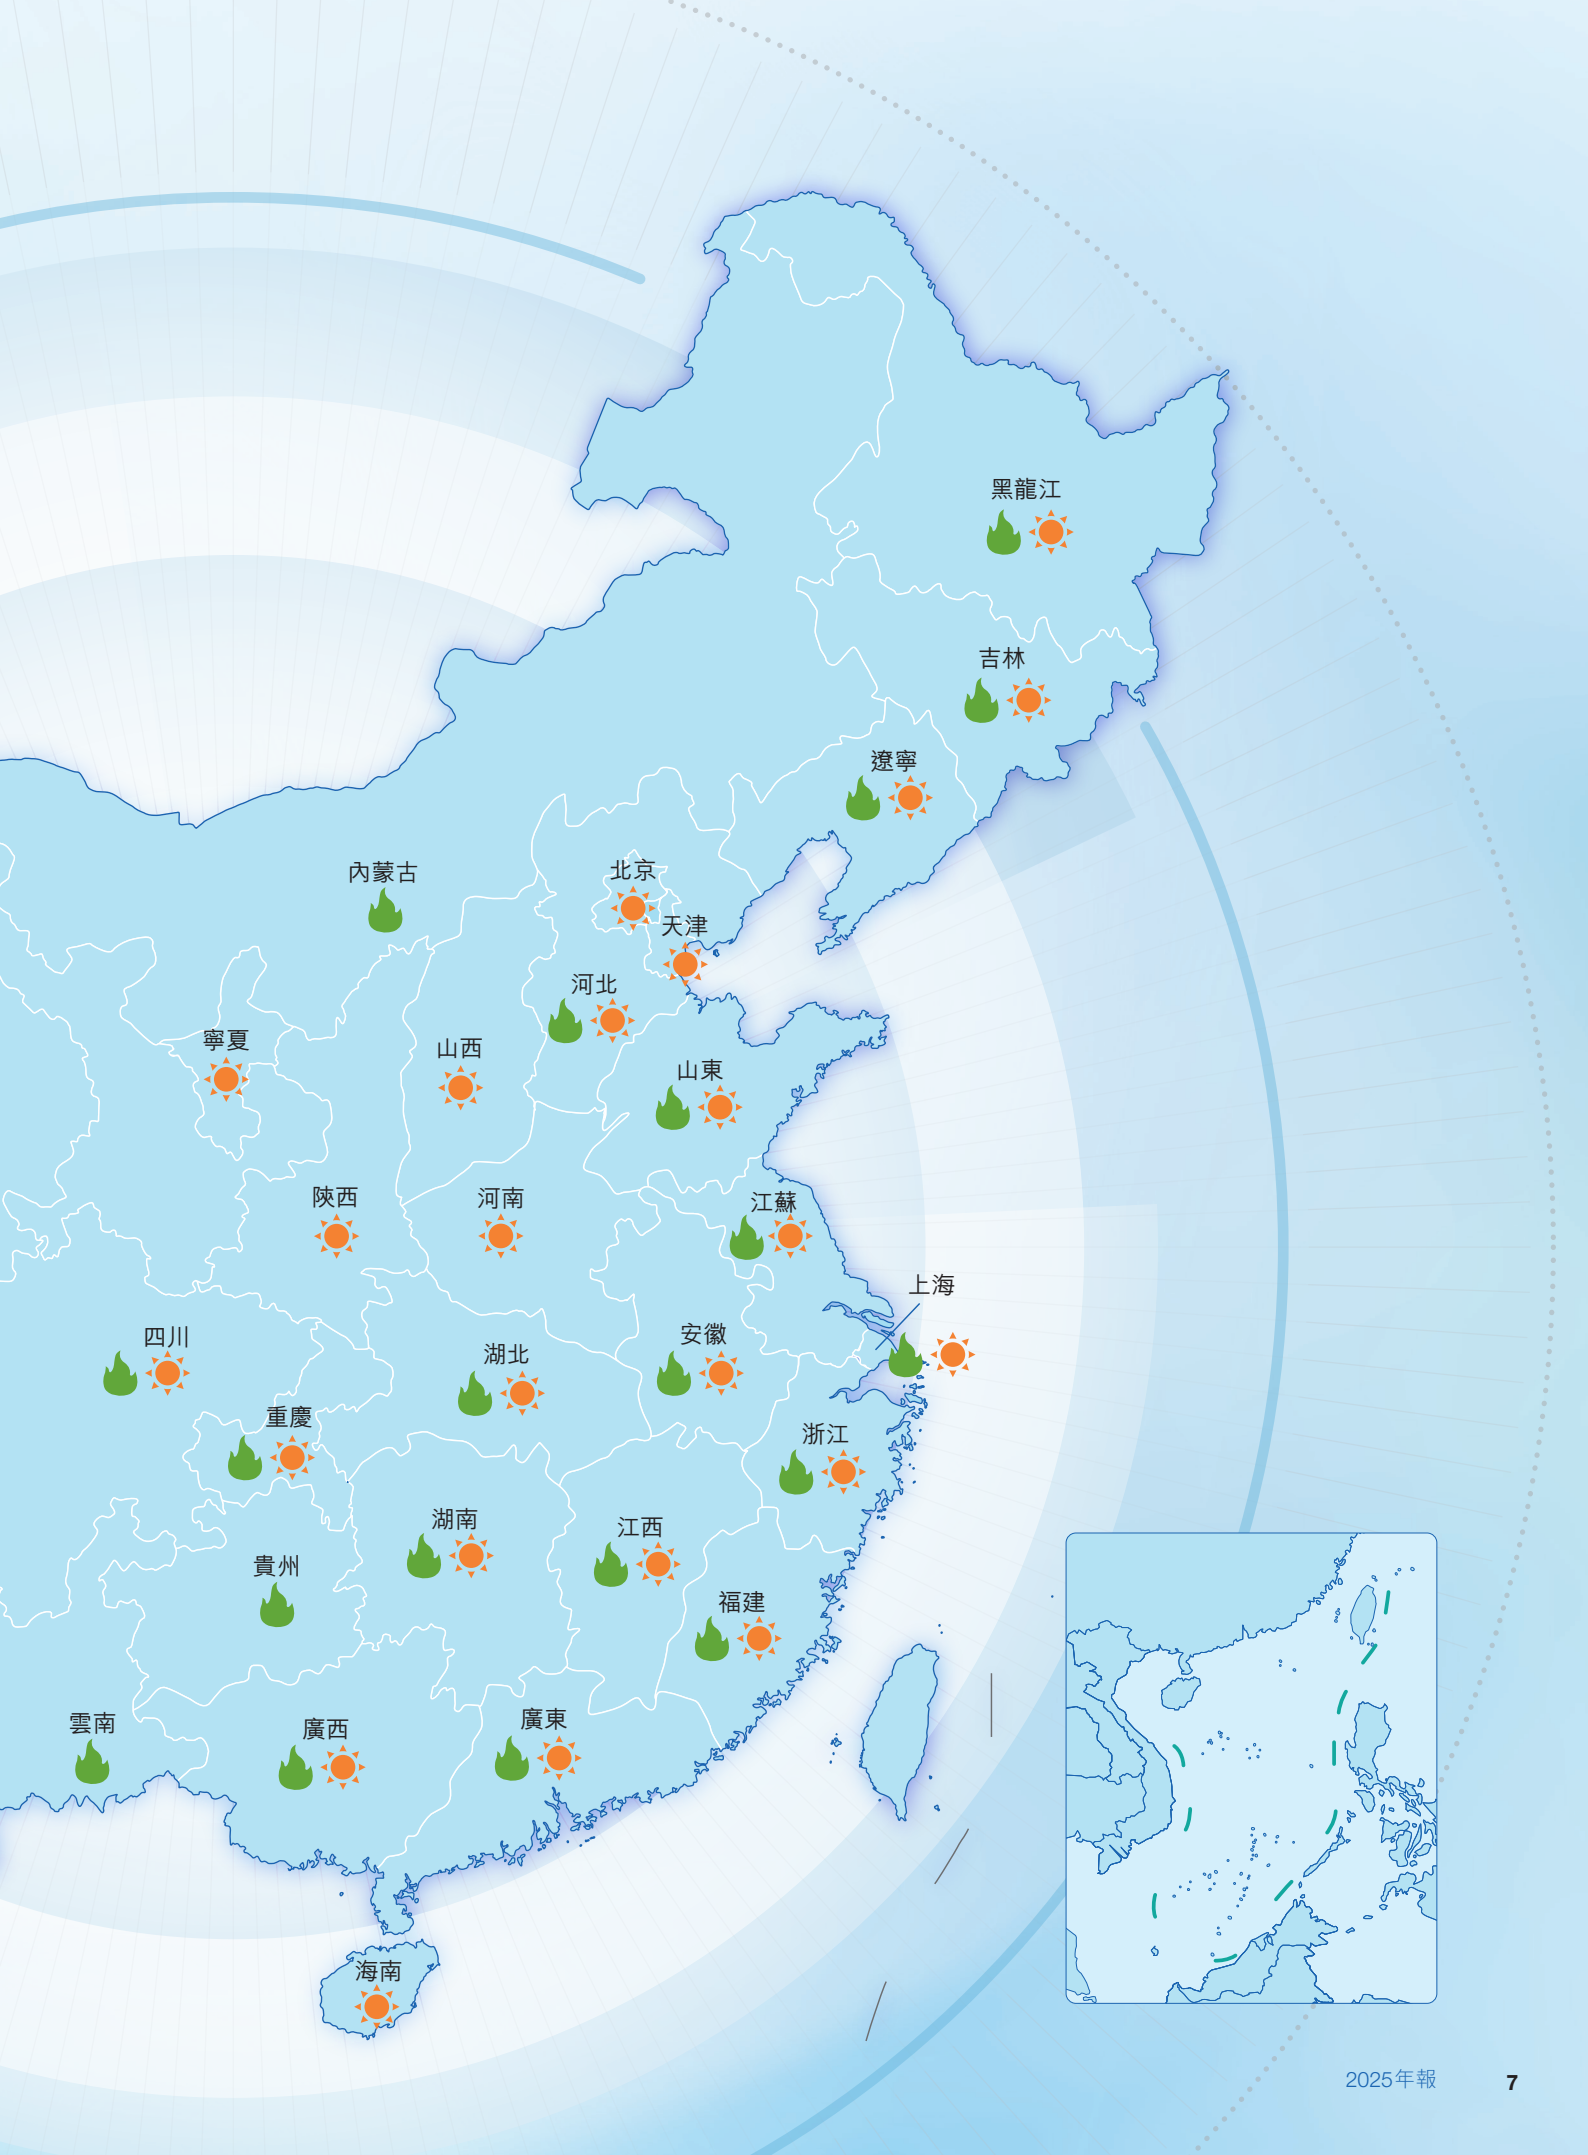 黑龍江
吉林
遼寧
內蒙古
北京
天津
河北
寧夏
山西
山東
陝西
河南
江蘇
上海
四川
安徽
湖北
重慶
浙江
湖南
江西
貴州
福建
雲南
廣西
廣東
海南
2025年報
7